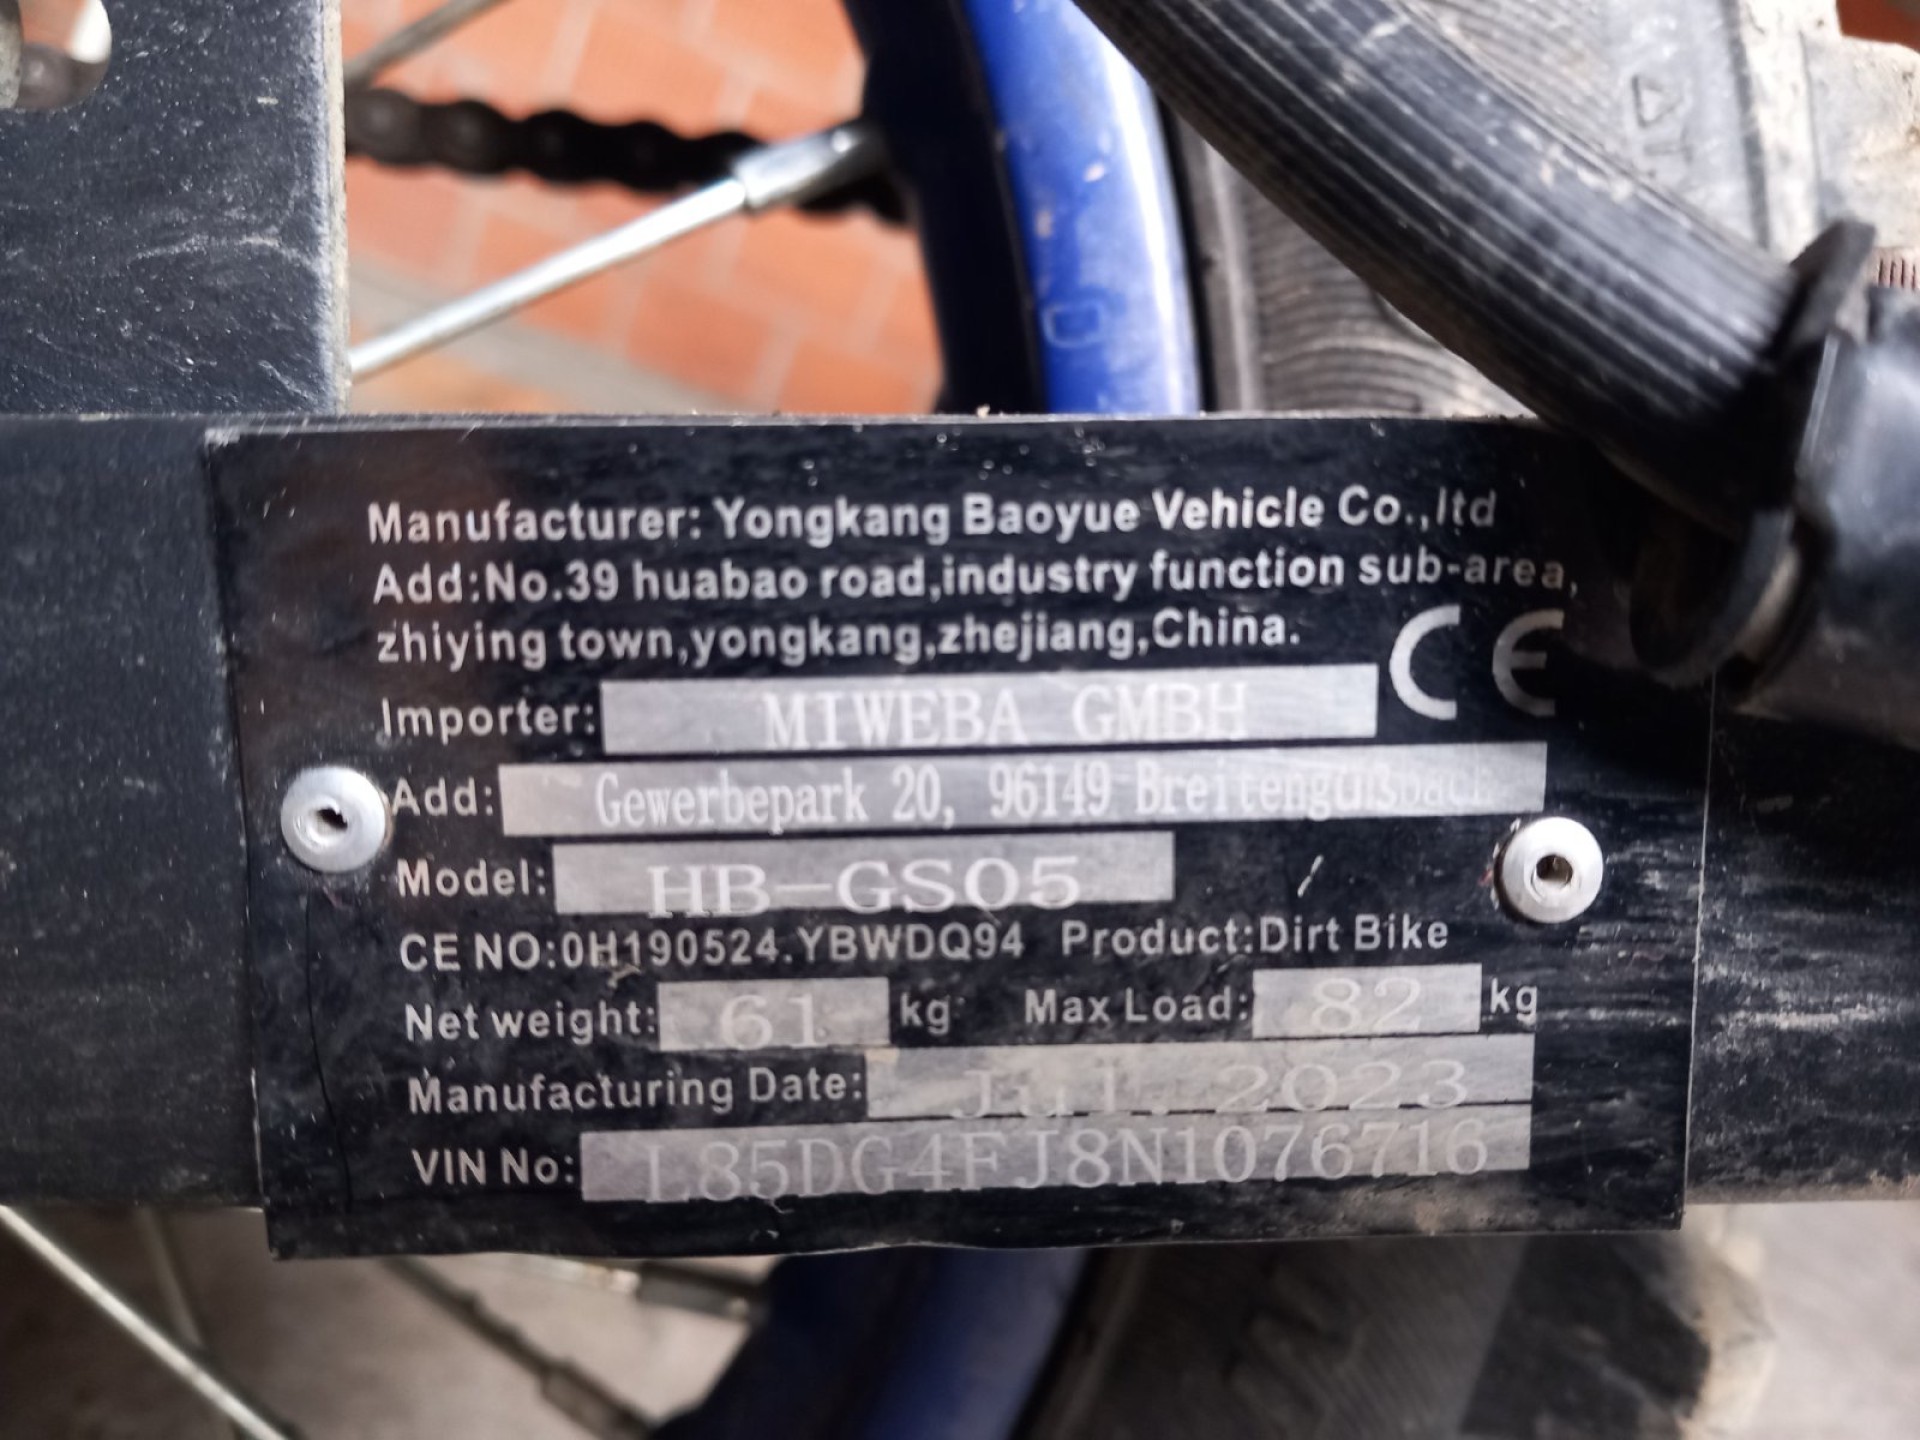 Manufacturer: Yongkang Baoyue Vehicle Co.,ltd
Add:No.39 huabao road,industry function sub-area,
zhiying town,yongkang,zhejiang,China.
CE
Importer: MIWEBA GMBH
Add: Gewerbepark 20, 96149 Breitengüßbach
Model: HB-GS05
CE NO:0H190524.YBWDQ94 Product:Dirt Bike
Net weight: 61 kg Max Load: 82 kg
Manufacturing Date: Jul. 2023
VIN No: L85DG4FJ8N1076716